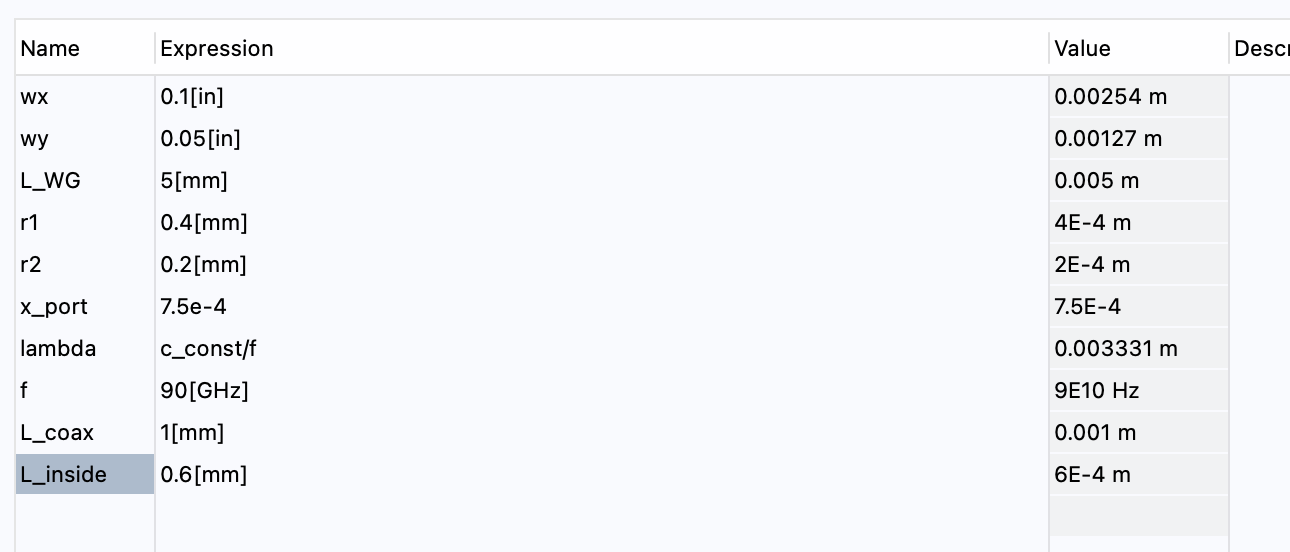 Name Expression Value Descr
wx 0.1[in] 0.00254 m
wy 0.05[in] 0.00127 m
L_WG 5[mm] 0.005 m
r1 0.4[mm] 4E-4 m
r2 0.2[mm] 2E-4 m
x_port 7.5e-4 7.5E-4
lambda c_const/f 0.003331 m
f 90[GHz] 9E10 Hz
L_coax 1[mm] 0.001 m
L_inside 0.6[mm] 6E-4 m